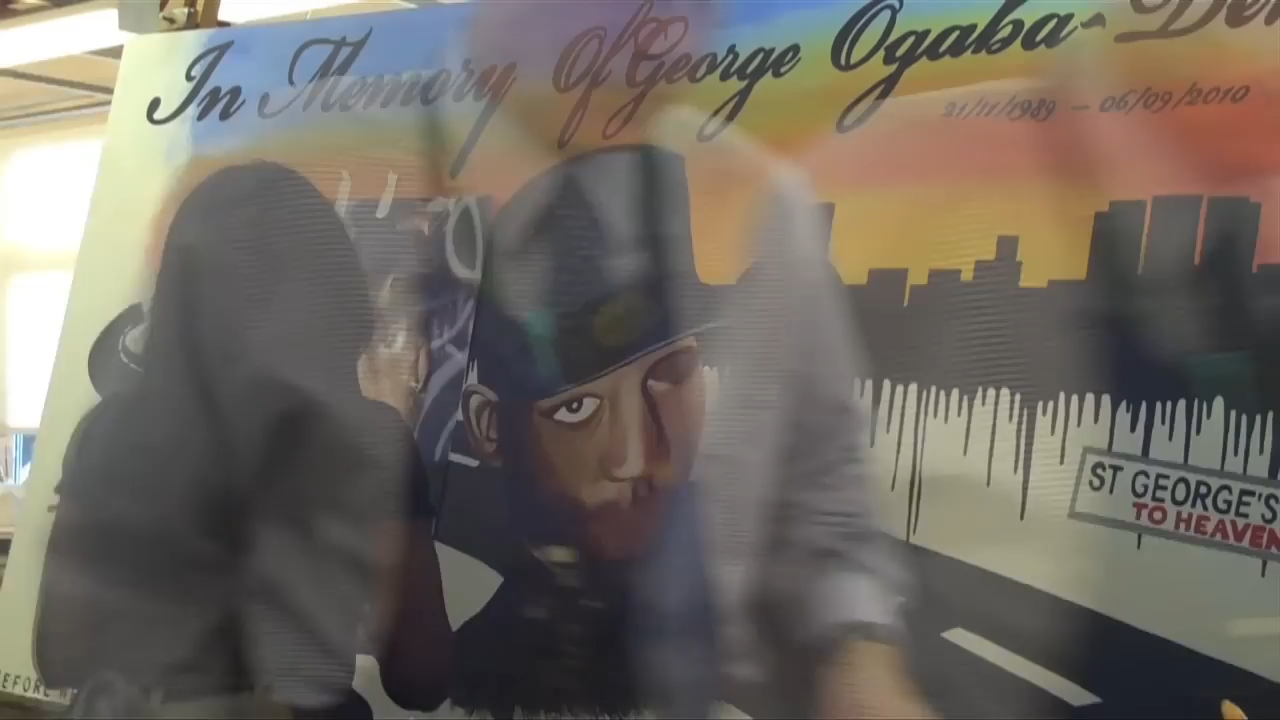 In Memory Of George Ogaba-
21/11/1989 – 06/09/2010
ST GEORGE'S
TO HEAVEN